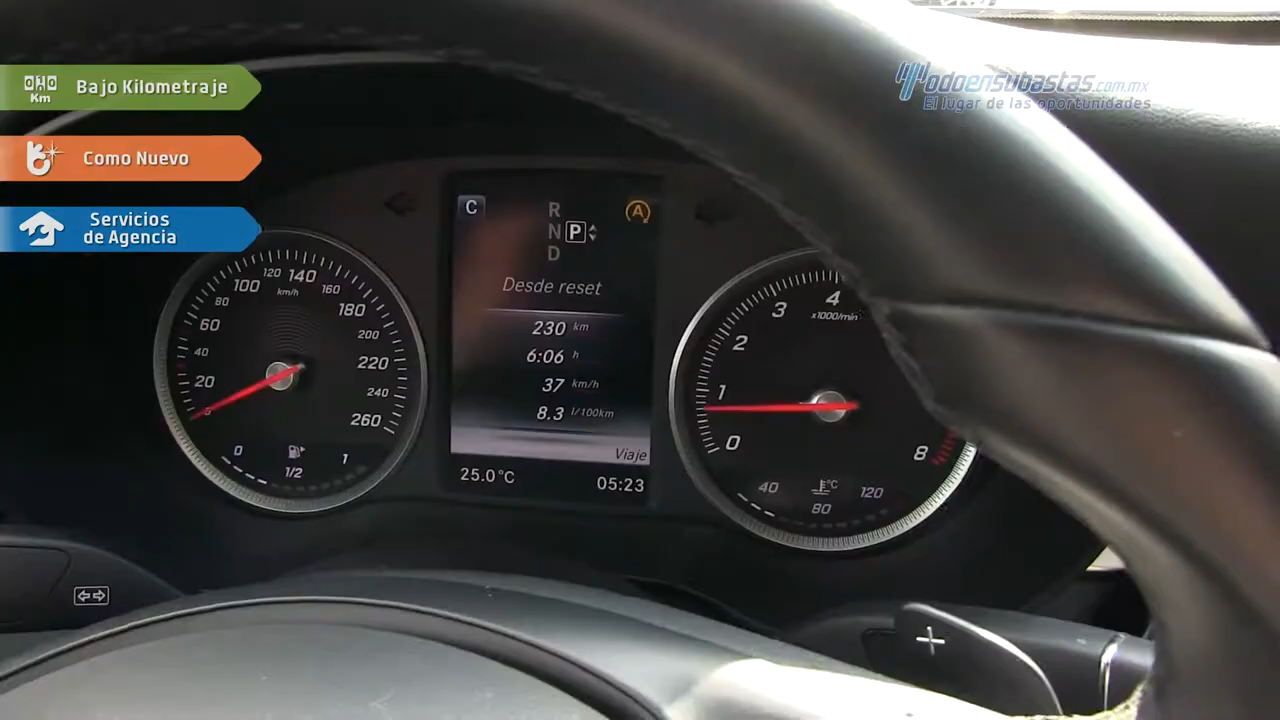 Km
Bajo Kilometraje
Como Nuevo
Servicios
de Agencia
odoensubastas.com.mx
El lugar de las oportunidades
C
R
N P
D
Desde reset
230 km
6:06 h
37 km/h
8.3 l/100km
Viaje
25.0°C 05:23
A
20
40
60
80
100
120
140
160
180
200
220
240
260
km/h
0 1/2 1
0
1
2
3
4
8
x1000/min
40 80 120
°C
+